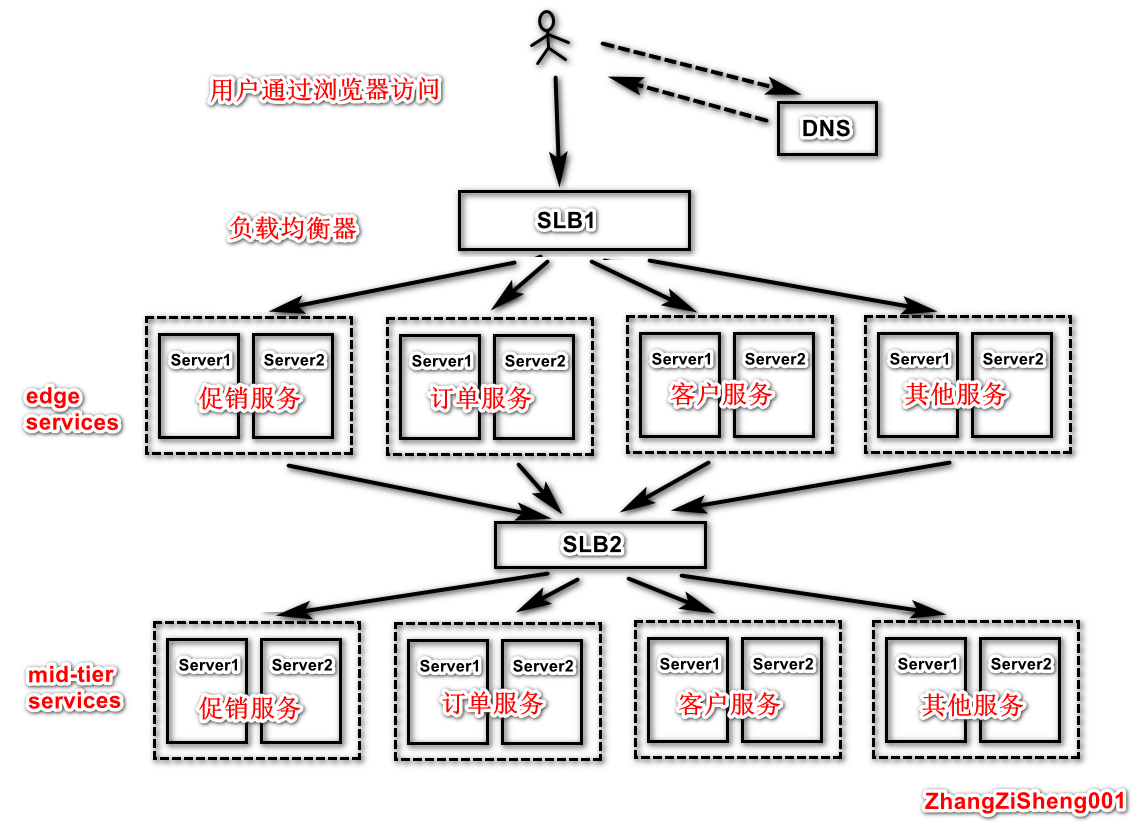 用户通过浏览器访问
DNS
负载均衡器
SLB1
Server1 Server2
促销服务
Server1 Server2
订单服务
Server1 Server2
客户服务
Server1 Server2
其他服务
edge
services
SLB2
Server1 Server2
促销服务
Server1 Server2
订单服务
Server1 Server2
客户服务
Server1 Server2
其他服务
mid-tier
services
ZhangZiSheng001